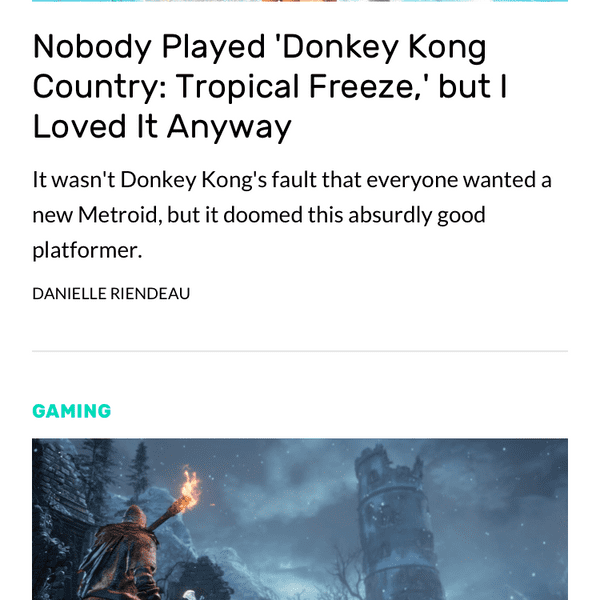 Nobody Played 'Donkey Kong
Country: Tropical Freeze,' but I
Loved It Anyway
It wasn't Donkey Kong's fault that everyone wanted a
new Metroid, but it doomed this absurdly good
platformer.
DANIELLE RIENDEAU
GAMING